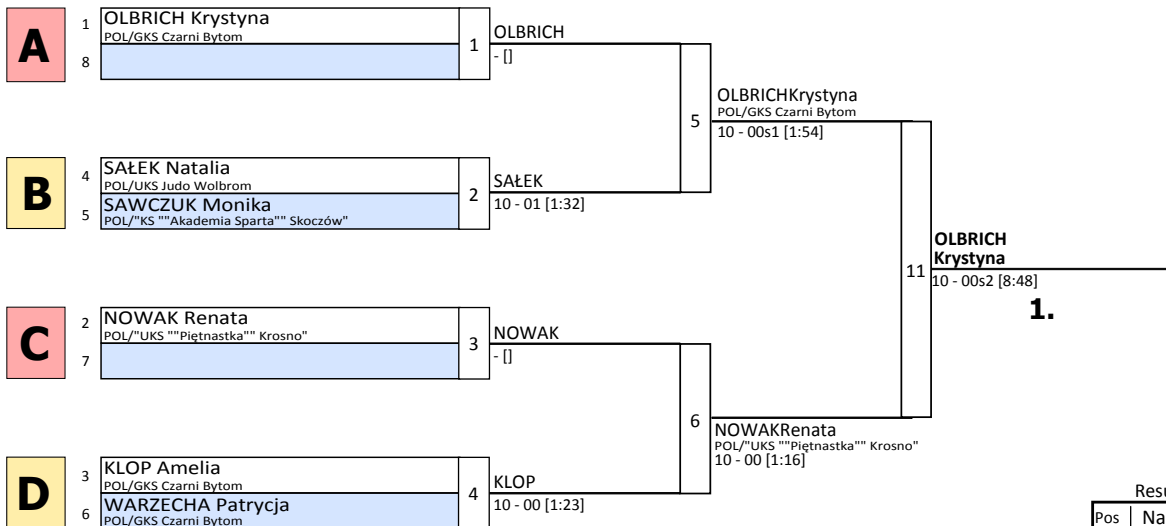 A
1
OLBRICH Krystyna
POL/GKS Czarni Bytom
8
1
OLBRICH
- []
B
4
SAŁEK Natalia
POL/UKS Judo Wolbrom
5
SAWCZUK Monika
POL/"KS ""Akademia Sparta"" Skoczów"
2
SAŁEK
10 - 01 [1:32]
5
OLBRICHKrystyna
POL/GKS Czarni Bytom
10 - 00s1 [1:54]
C
2
NOWAK Renata
POL/"UKS ""Piętnastka"" Krosno"
7
3
NOWAK
- []
D
3
KLOP Amelia
POL/GKS Czarni Bytom
6
WARZECHA Patrycja
POL/GKS Czarni Bytom
4
KLOP
10 - 00 [1:23]
6
NOWAKRenata
POL/"UKS ""Piętnastka"" Krosno"
10 - 00 [1:16]
11
OLBRICH
Krystyna
10 - 00s2 [8:48]
1.
Resu
Pos Na